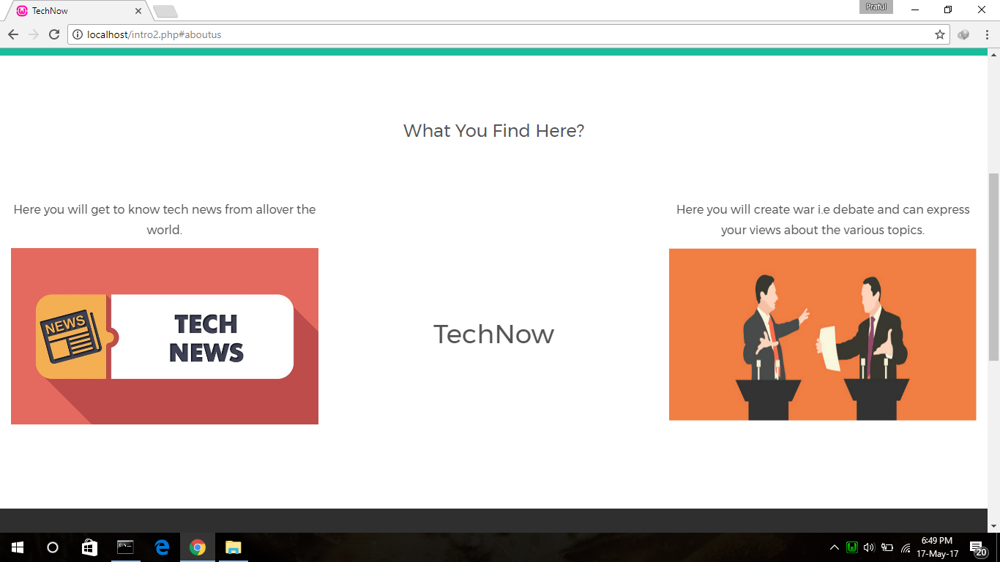 TechNow
Praful
localhost/intro2.php#aboutus
What You Find Here?
Here you will get to know tech news from allover the
world.
NEWS
TECH
NEWS
TechNow
Here you will create war i.e debate and can express
your views about the various topics.
6:49 PM
17-May-17
20